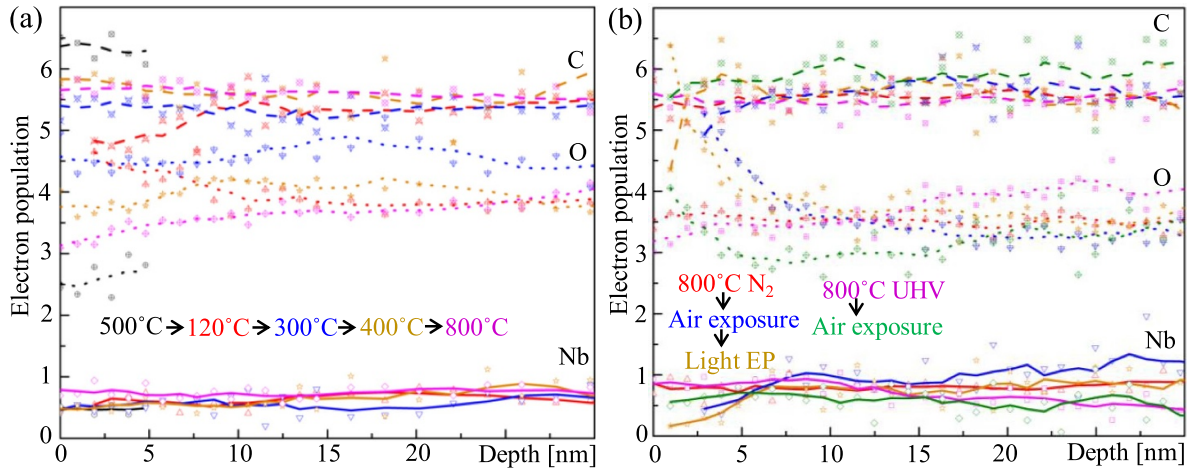 (a)
Electron population
6
5
4
3
2
1
0
C
O
Nb
500°C → 120°C → 300°C → 400°C → 800°C
0 5 10 15 20 Depth [nm]
(b)
Electron population
6
5
4
3
2
1
0
C
O
Nb
800°C N₂
Air exposure
Light EP
800°C UHV
Air exposure
0 5 10 15 20 Depth [nm]